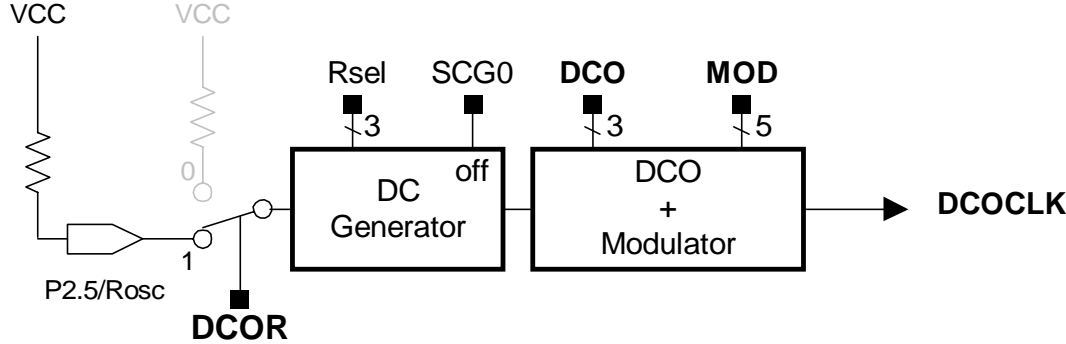 VCC
VCC
Rsel
SCG0
DCO
MOD
3
3
5
0
off
DC
Generator
DCO
+
Modulator
DCOCLK
1
P2.5/Rosc
DCOR